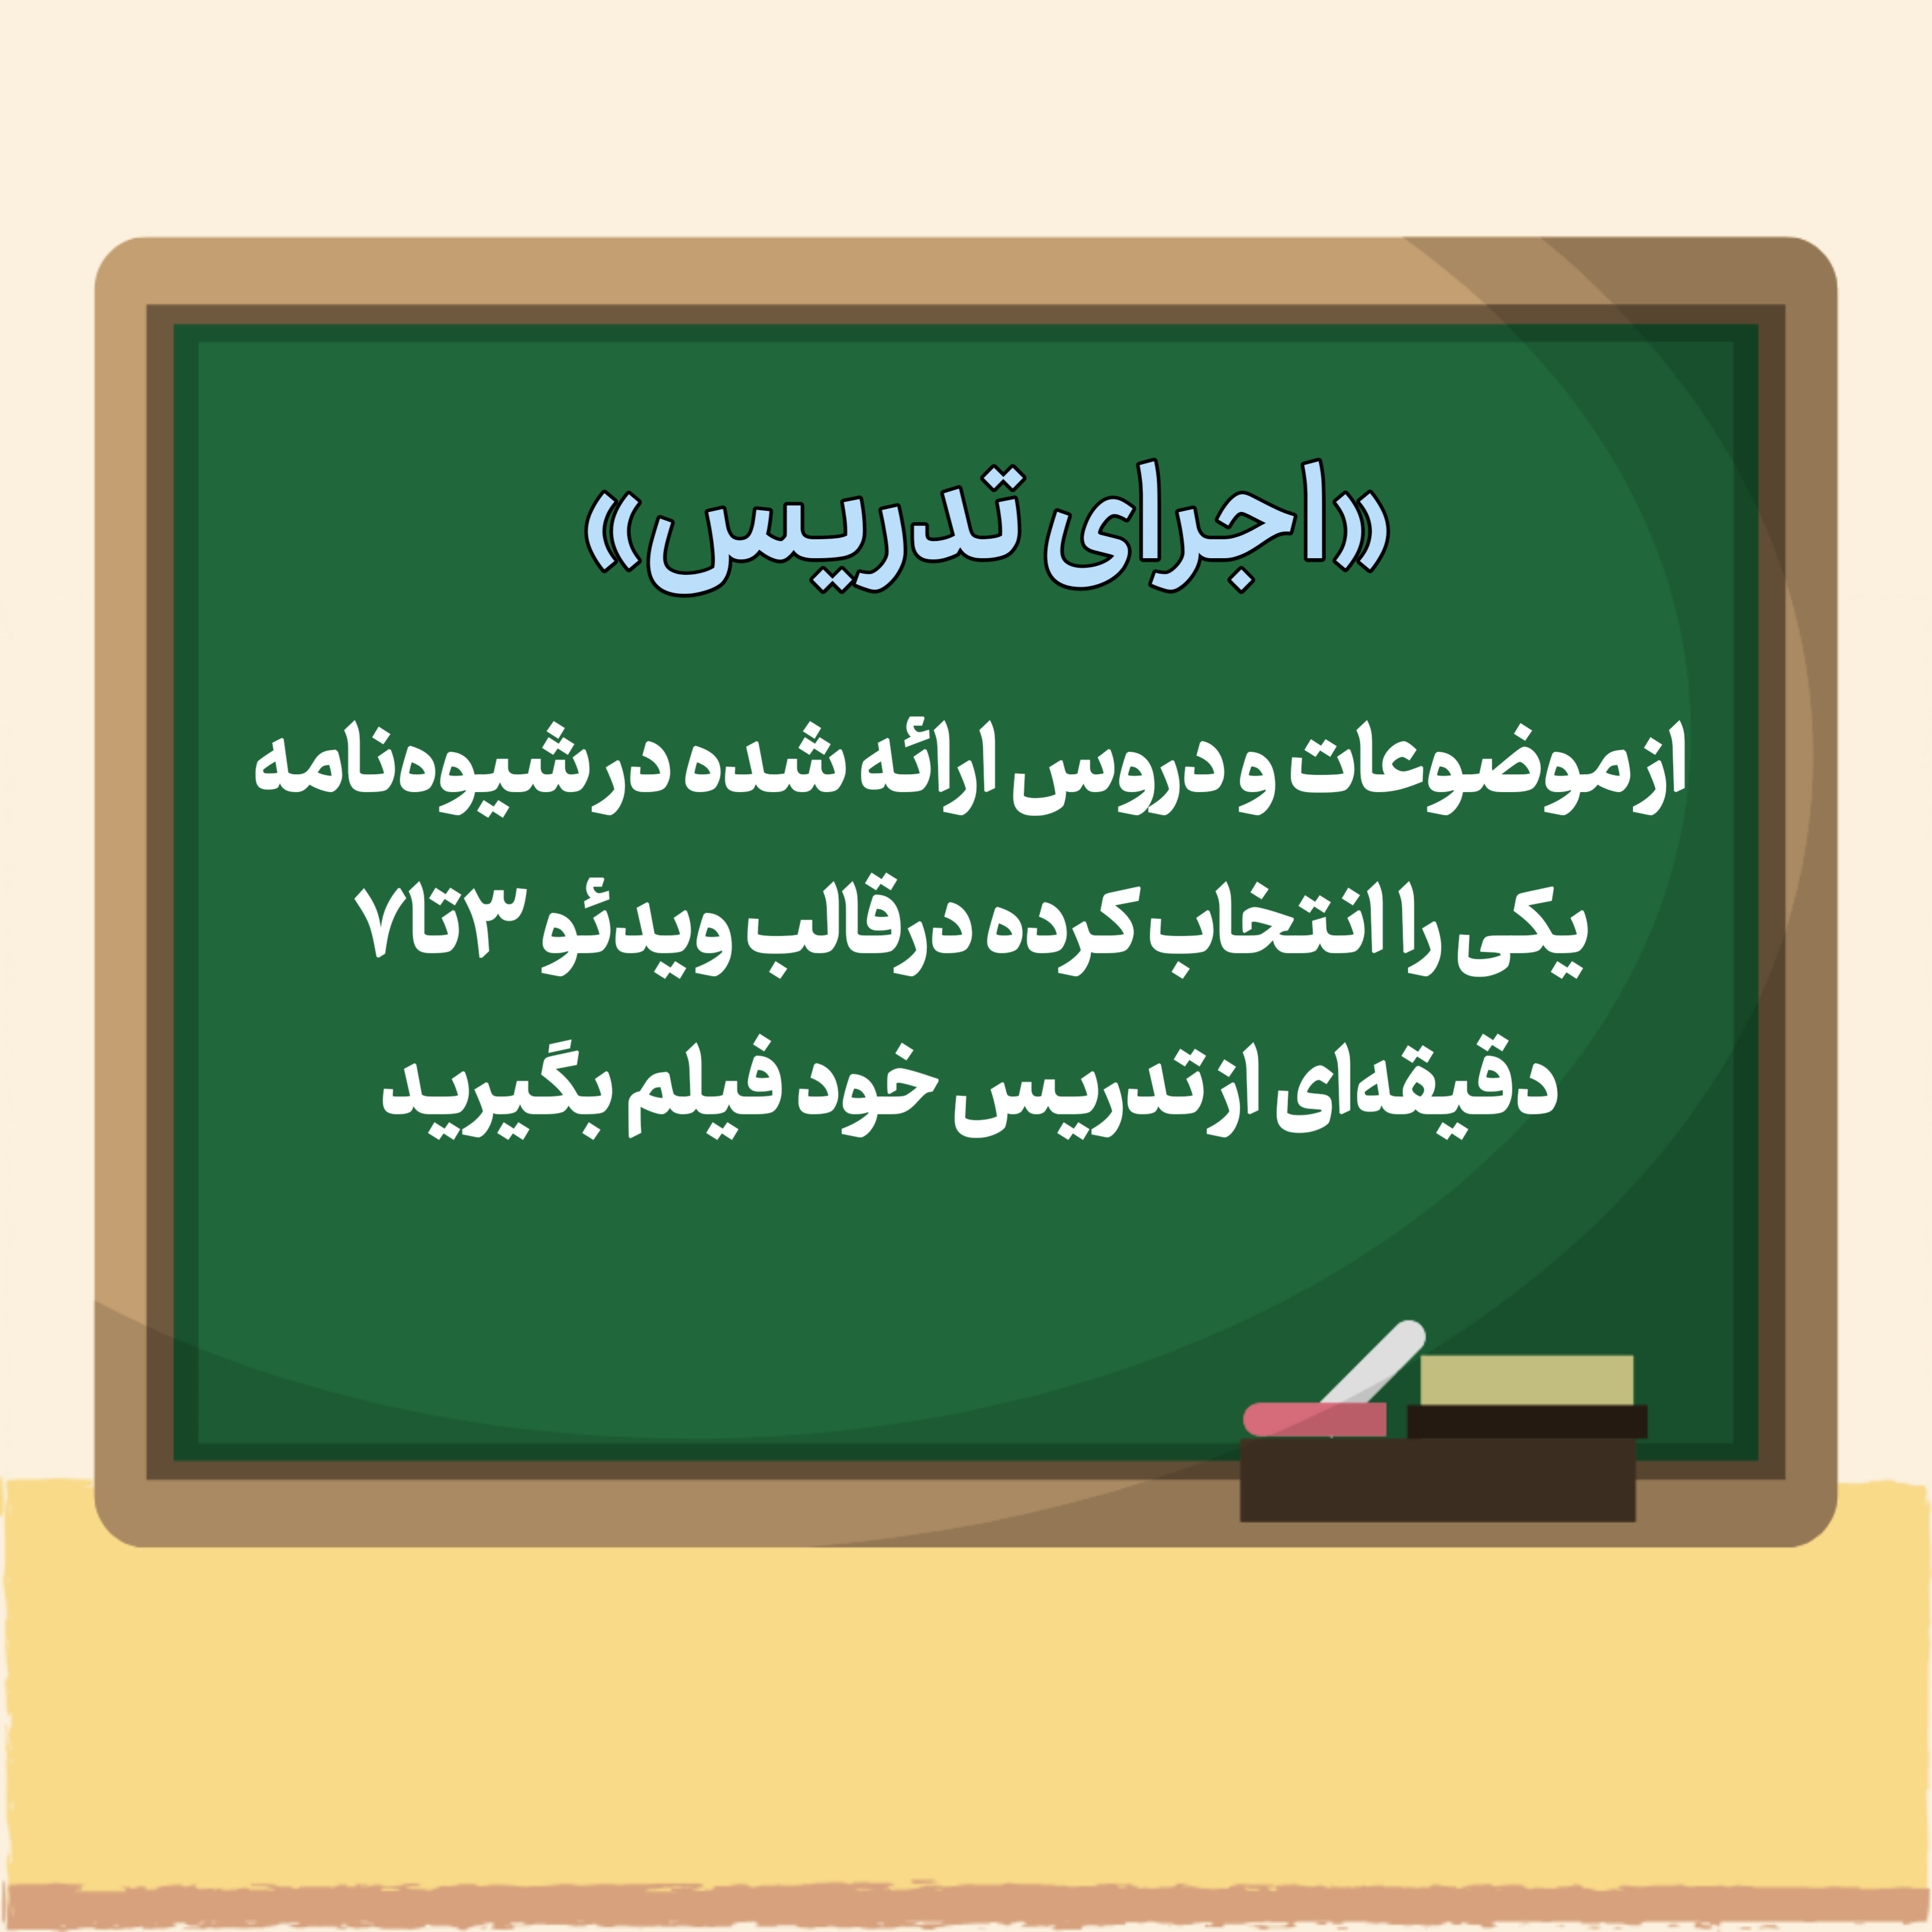 «اجرای تدریس»
از موضوعات و دروس ارائه شده در شیوه‌نامه
یکی را انتخاب کرده در قالب ویدئو ۳ تا ۷
دقیقه‌ای از تدریس خود فیلم بگیرید